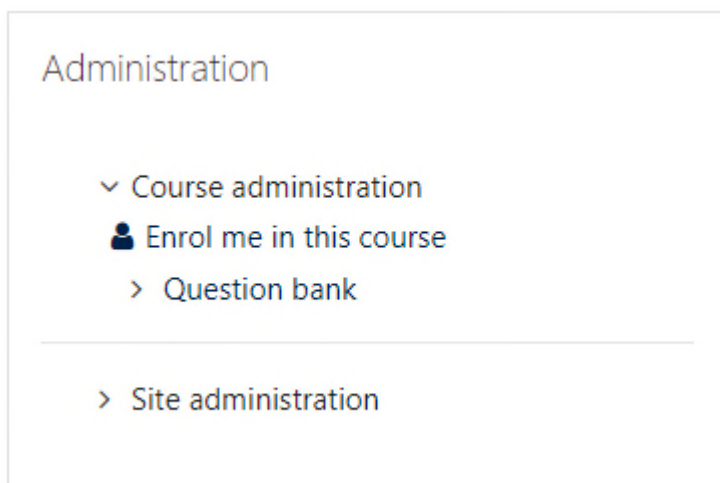 Administration
Course administration
Enrol me in this course
Question bank
Site administration